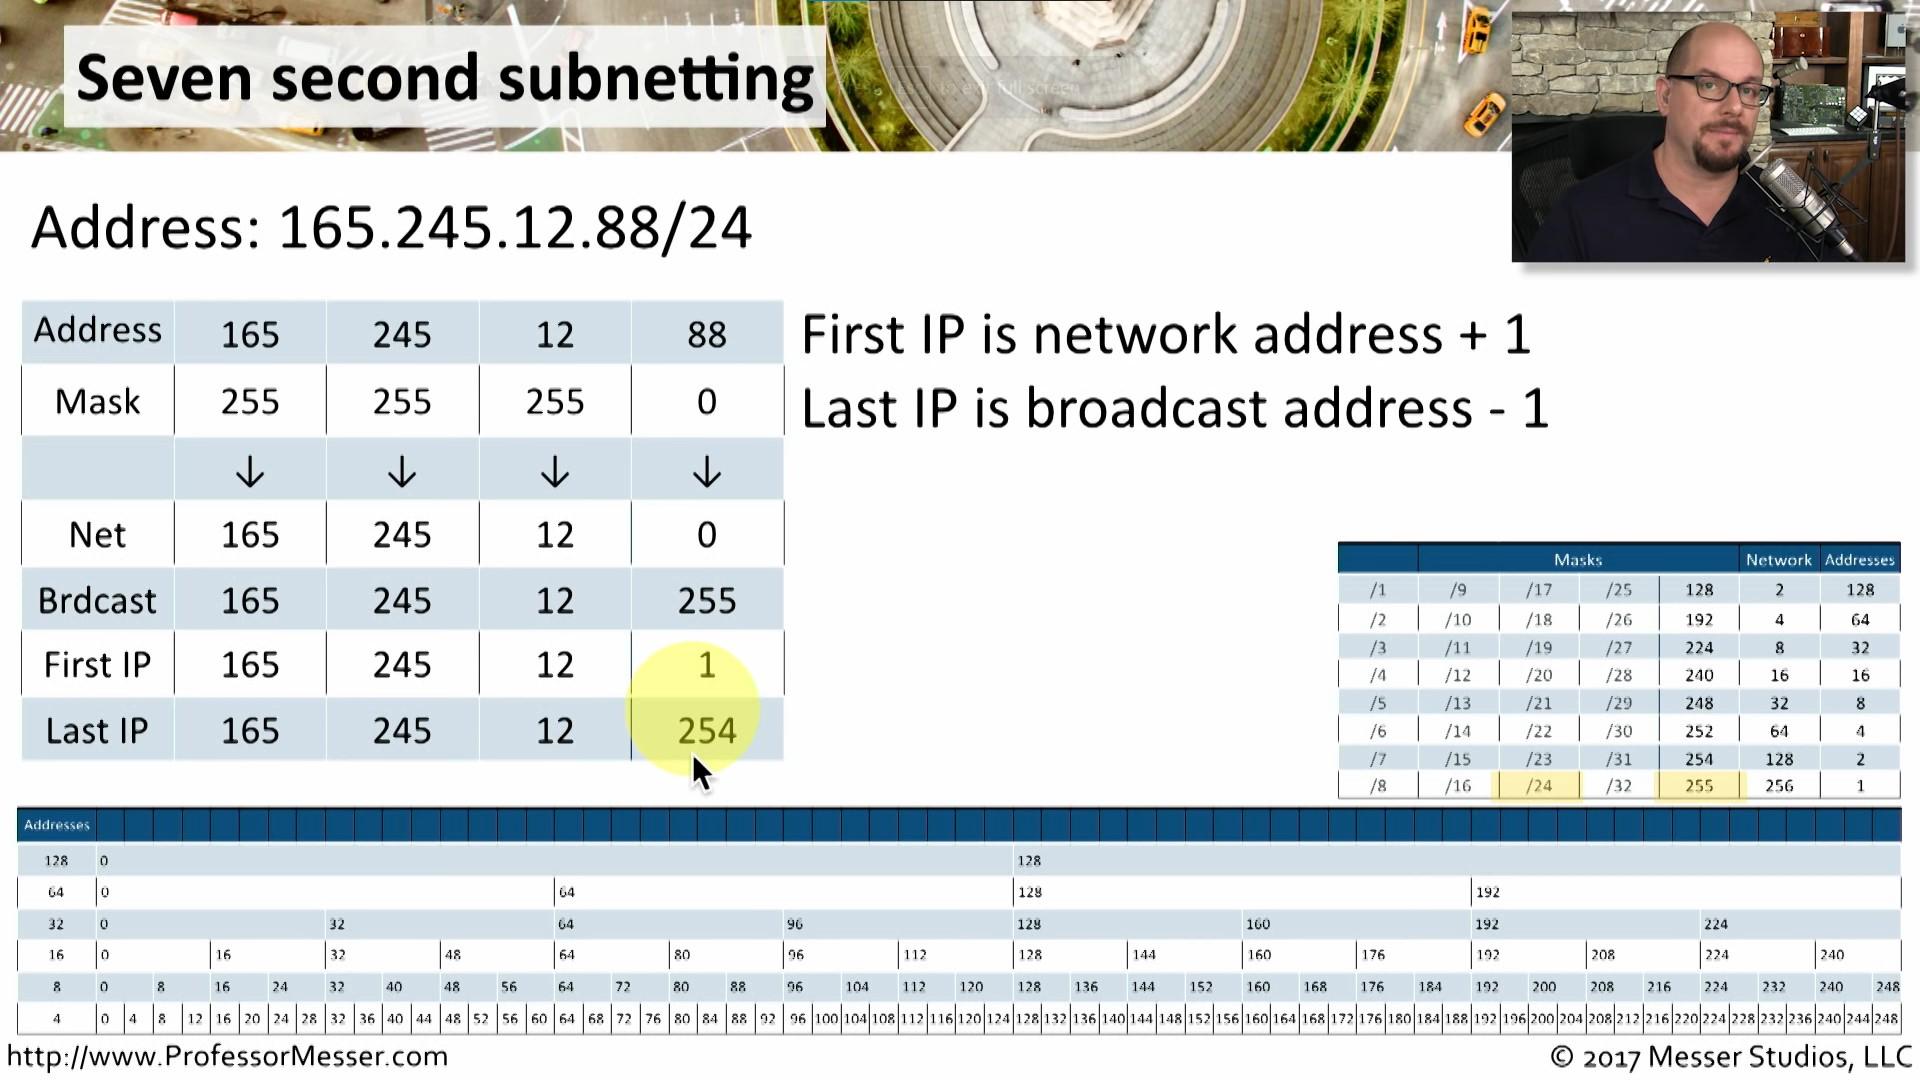 Seven second subnetting
to exit full screen
Address: 165.245.12.88/24
Address 165 245 12 88
Mask 255 255 255 0
↓ ↓ ↓ ↓
Net 165 245 12 0
Brdcast 165 245 12 255
First IP 165 245 12 1
Last IP 165 245 12 254
First IP is network address + 1
Last IP is broadcast address - 1
Masks Network Addresses
/1 /9 /17 /25 128 2 128
/2 /10 /18 /26 192 4 64
/3 /11 /19 /27 224 8 32
/4 /12 /20 /28 240 16 16
/5 /13 /21 /29 248 32 8
/6 /14 /22 /30 252 64 4
/7 /15 /23 /31 254 128 2
/8 /16 /24 /32 255 256 1
Addresses
128 0 128
64 0 64 128 192
32 0 32 64 96 128 160 192 224
16 0 16 32 48 64 80 96 112 128 144 160 176 192 208 224 240
8 0 8 16 24 32 40 48 56 64 72 80 88 96 104 112 120 128 136 144 152 160 168 176 184 192 200 208 216 224 232 240 248
4 0 4 8 12 16 20 24 28 32 36 40 44 48 52 56 60 64 68 72 76 80 84 88 92 96 100 104 108 112 116 120 124 128 132 136 140 144 148 152 156 160 164 168 172 176 180 184 188 192 196 200 204 208 212 216 220 224 228 232 236 240 244 248
http://www.ProfessorMesser.com
© 2017 Messer Studios, LLC